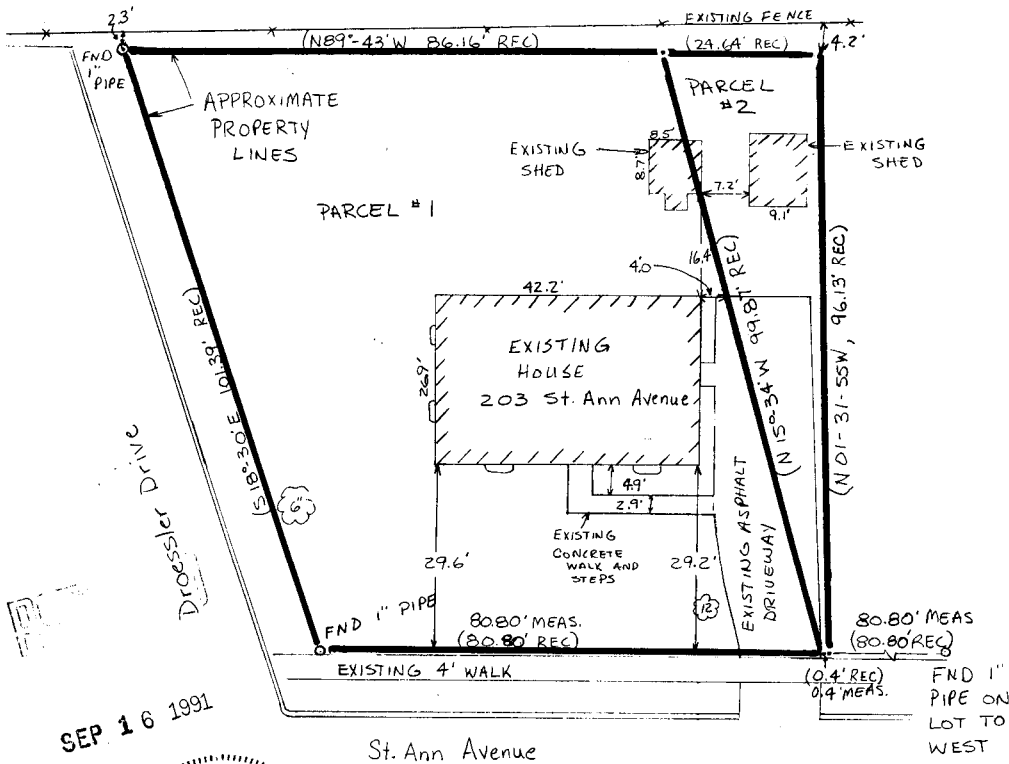 2.3'
EXISTING FENCE
(N89°-43'W 86.16' REC)
(24.64' REC)
4.2'
FND
1"
PIPE
APPROXIMATE
PROPERTY
LINES
PARCEL
#2
8.5'
8.7'
EXISTING
SHED
EXISTING
SHED
7.2'
9.1'
PARCEL #1
16.4'
4.0
42.2'
(S18°-30'E 101.39' REC)
EXISTING
HOUSE
203 St. Ann Avenue
26.9'
(N 15°-34'W 99.87' REC)
(N 01-31-55W, 96.13' REC)
Droessler Drive
6"
4.9'
2.9'
EXISTING
CONCRETE
WALK AND
STEPS
29.6'
29.2'
EXISTING ASPHALT
DRIVEWAY
12
FND 1" PIPE
80.80' MEAS.
(80.80' REC)
80.80' MEAS
(80.80' REC)
EXISTING 4' WALK
(0.4' REC)
0.4' MEAS.
FND 1"
PIPE ON
LOT TO
WEST
SEP 16 1991
St. Ann Avenue